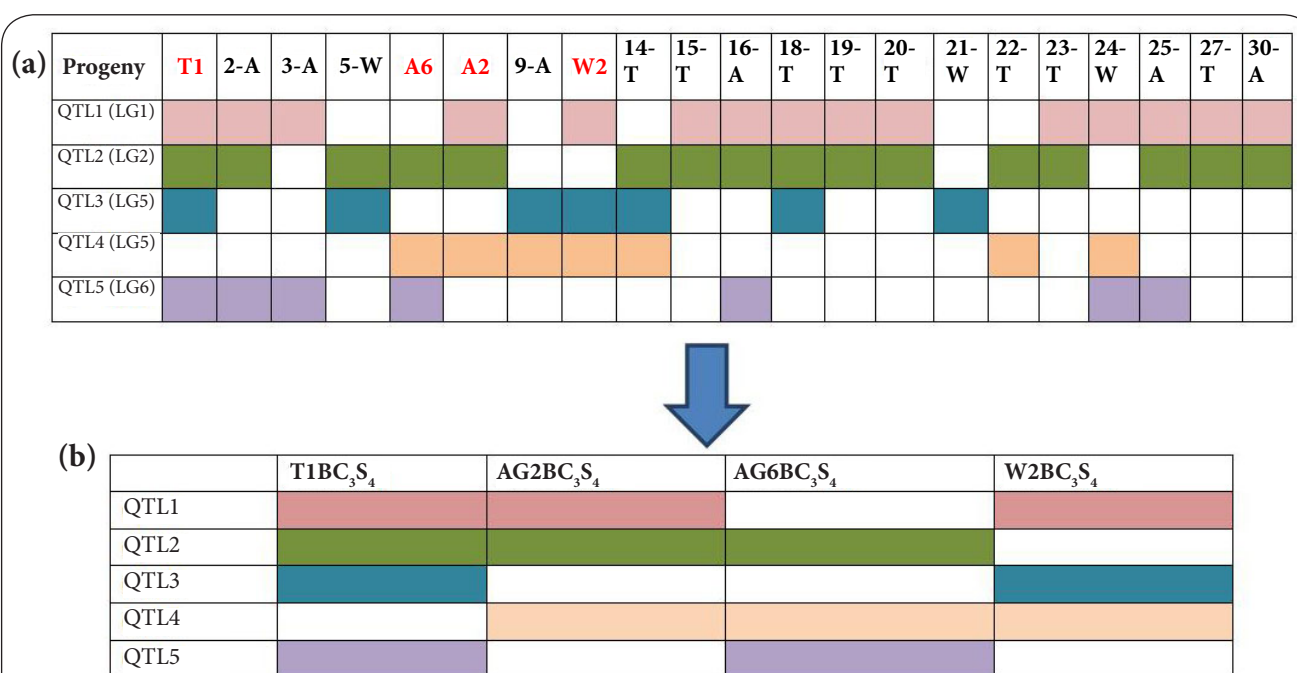 (a) Progeny T1 2-A 3-A 5-W A6 A2 9-A W2 14-T 15-T 16-A 18-T 19-T 20-T 21-W 22-T 23-T 24-W 25-A 27-T 30-A
QTL1 (LG1)
QTL2 (LG2)
QTL3 (LG5)
QTL4 (LG5)
QTL5 (LG6)
(b) T1BC₃S₄ AG2BC₃S₄ AG6BC₃S₄ W2BC₃S₄
QTL1
QTL2
QTL3
QTL4
QTL5